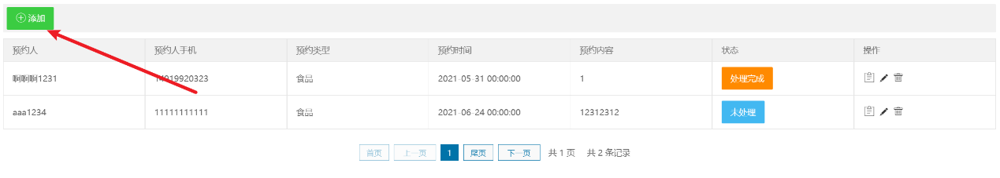 添加
预约人 预约人手机 预约类型 预约时间 预约内容 状态 操作
啊啊啊1231 14019920323 食品 2021-05-31 00:00:00 1 处理完成
aaa1234 11111111111 食品 2021-06-24 00:00:00 12312312 未处理
首页 上一页 1 尾页 下一页 共 1 页 共 2 条记录